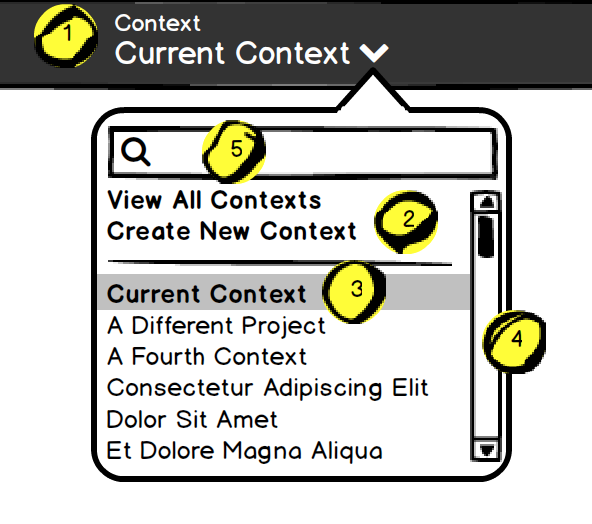 1
Context
Current Context
5
View All Contexts
Create New Context
2
Current Context
3
A Different Project
A Fourth Context
4
Consectetur Adipiscing Elit
Dolor Sit Amet
Et Dolore Magna Aliqua